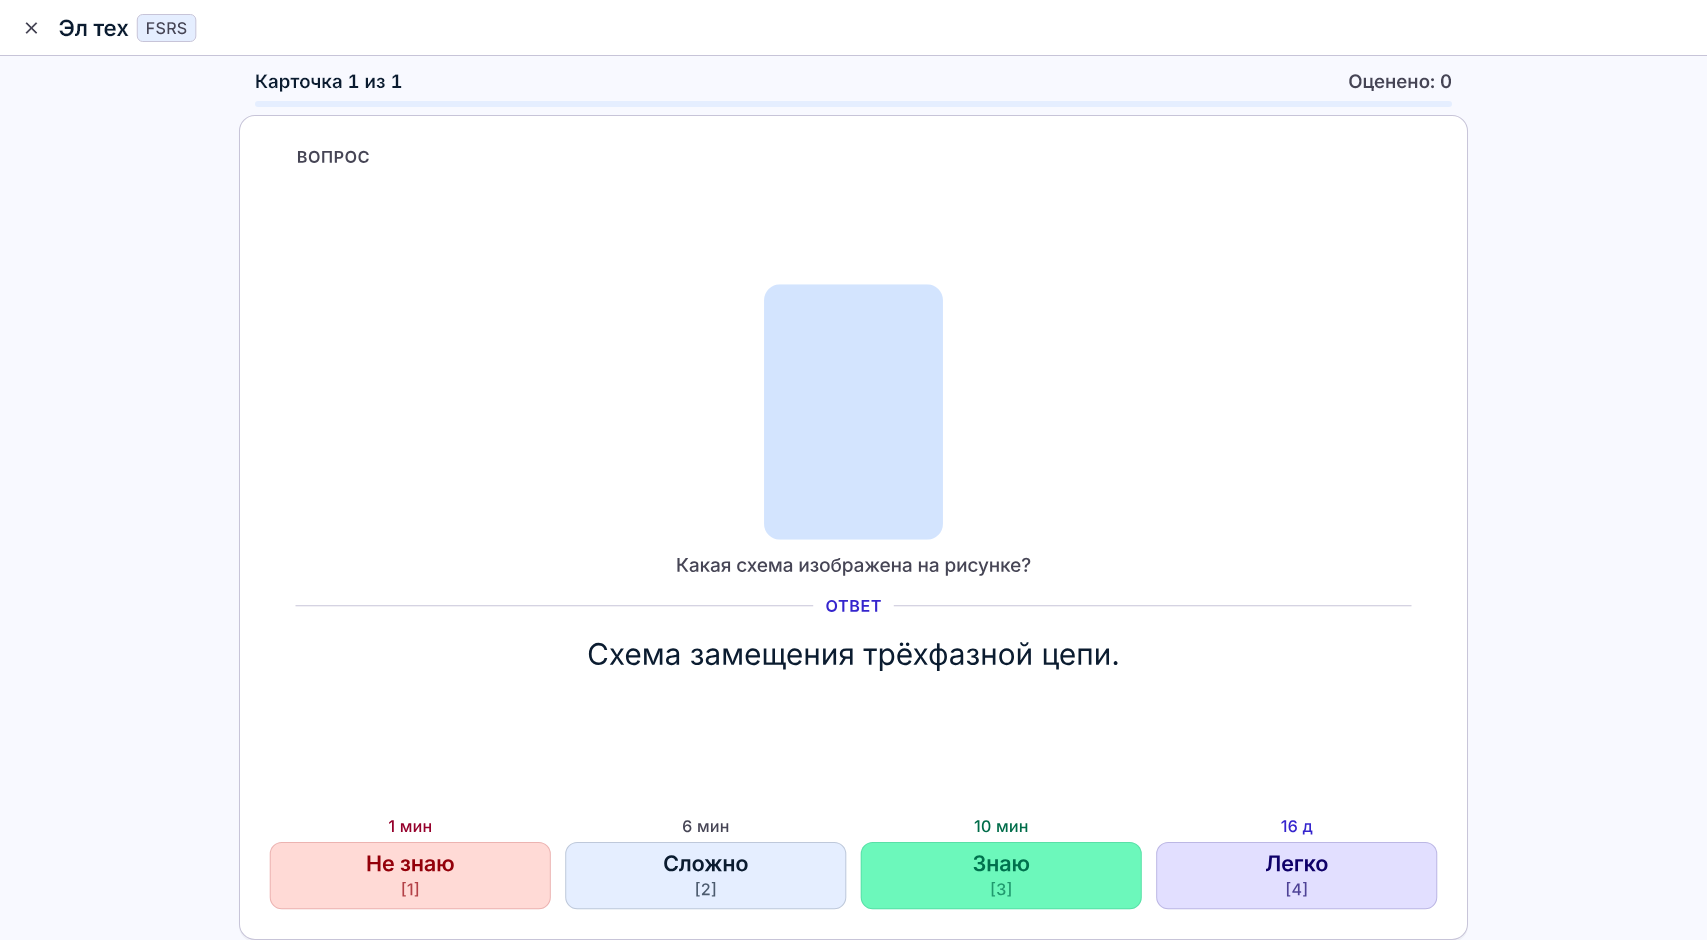 Эл тех FSRS
Карточка 1 из 1
Оценено: 0
ВОПРОС
Какая схема изображена на рисунке?
ОТВЕТ
Схема замещения трёхфазной цепи.
1 мин
Не знаю
[1]
6 мин
Сложно
[2]
10 мин
Знаю
[3]
16 д
Легко
[4]